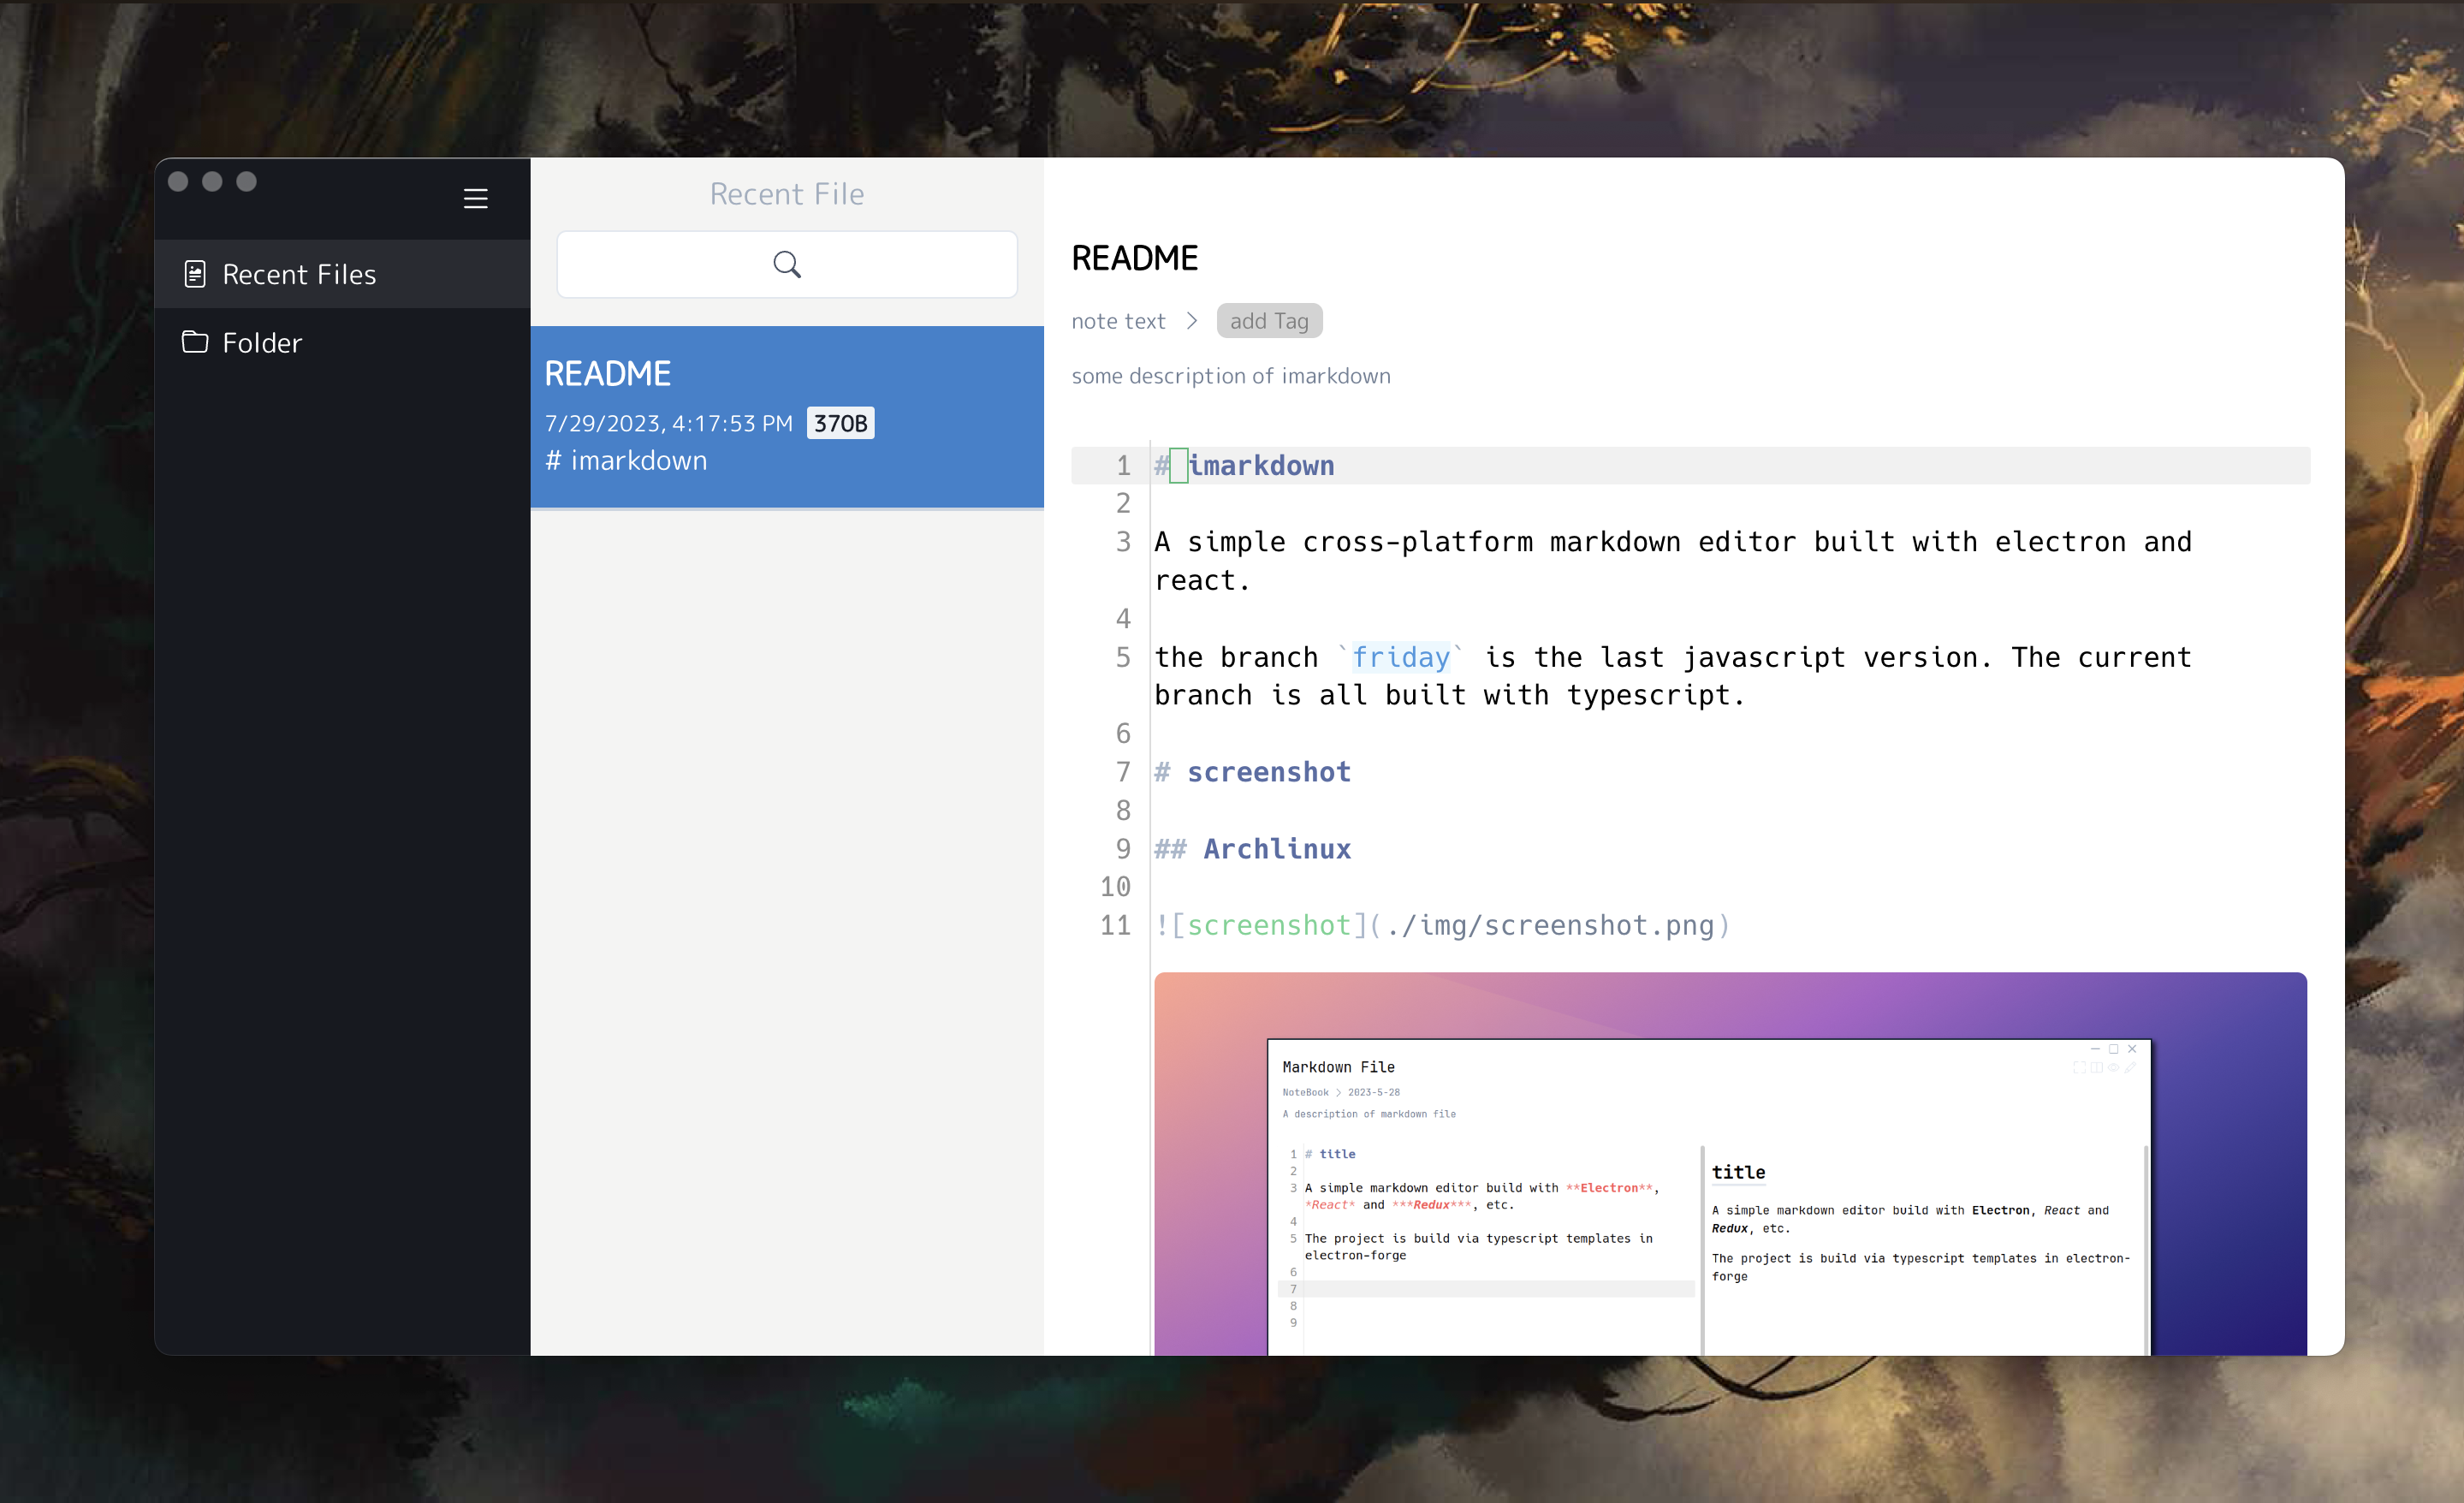 Recent Files
Folder
Recent File
README
7/29/2023, 4:17:53 PM 370B
# imarkdown
README
note text > add Tag
some description of imarkdown
1 # imarkdown
2
3 A simple cross-platform markdown editor built with electron and
react.
4
5 the branch `friday` is the last javascript version. The current
branch is all built with typescript.
6
7 # screenshot
8
9 ## Archlinux
10
11 ![screenshot](./img/screenshot.png)
Markdown File
NoteBook > 2023-5-28
A description of markdown file
1 # title
2
3 A simple markdown editor build with **Electron**,
*React* and ***Redux***, etc.
4
5 The project is build via typescript templates in
electron-forge
6
7
8
9
title
A simple markdown editor build with Electron, React and
Redux, etc.
The project is build via typescript templates in electron-
forge